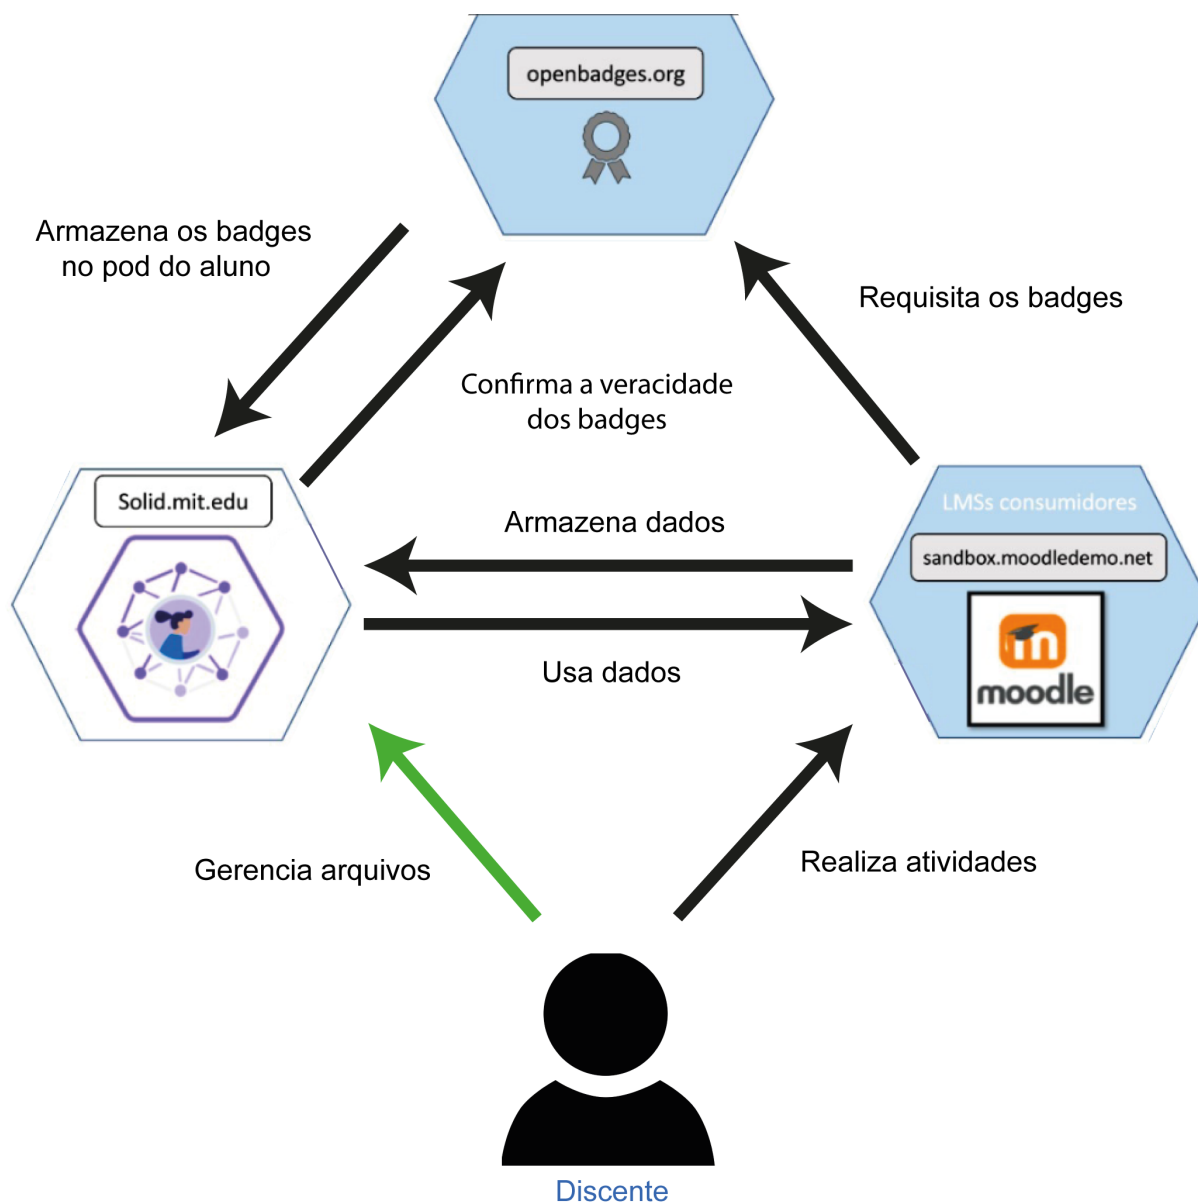 openbadges.org
Armazena os badges
no pod do aluno
Requisita os badges
Confirma a veracidade
dos badges
Solid.mit.edu
Armazena dados
LMSs consumidores
sandbox.moodledemo.net
moodle
Usa dados
Gerencia arquivos
Realiza atividades
Discente